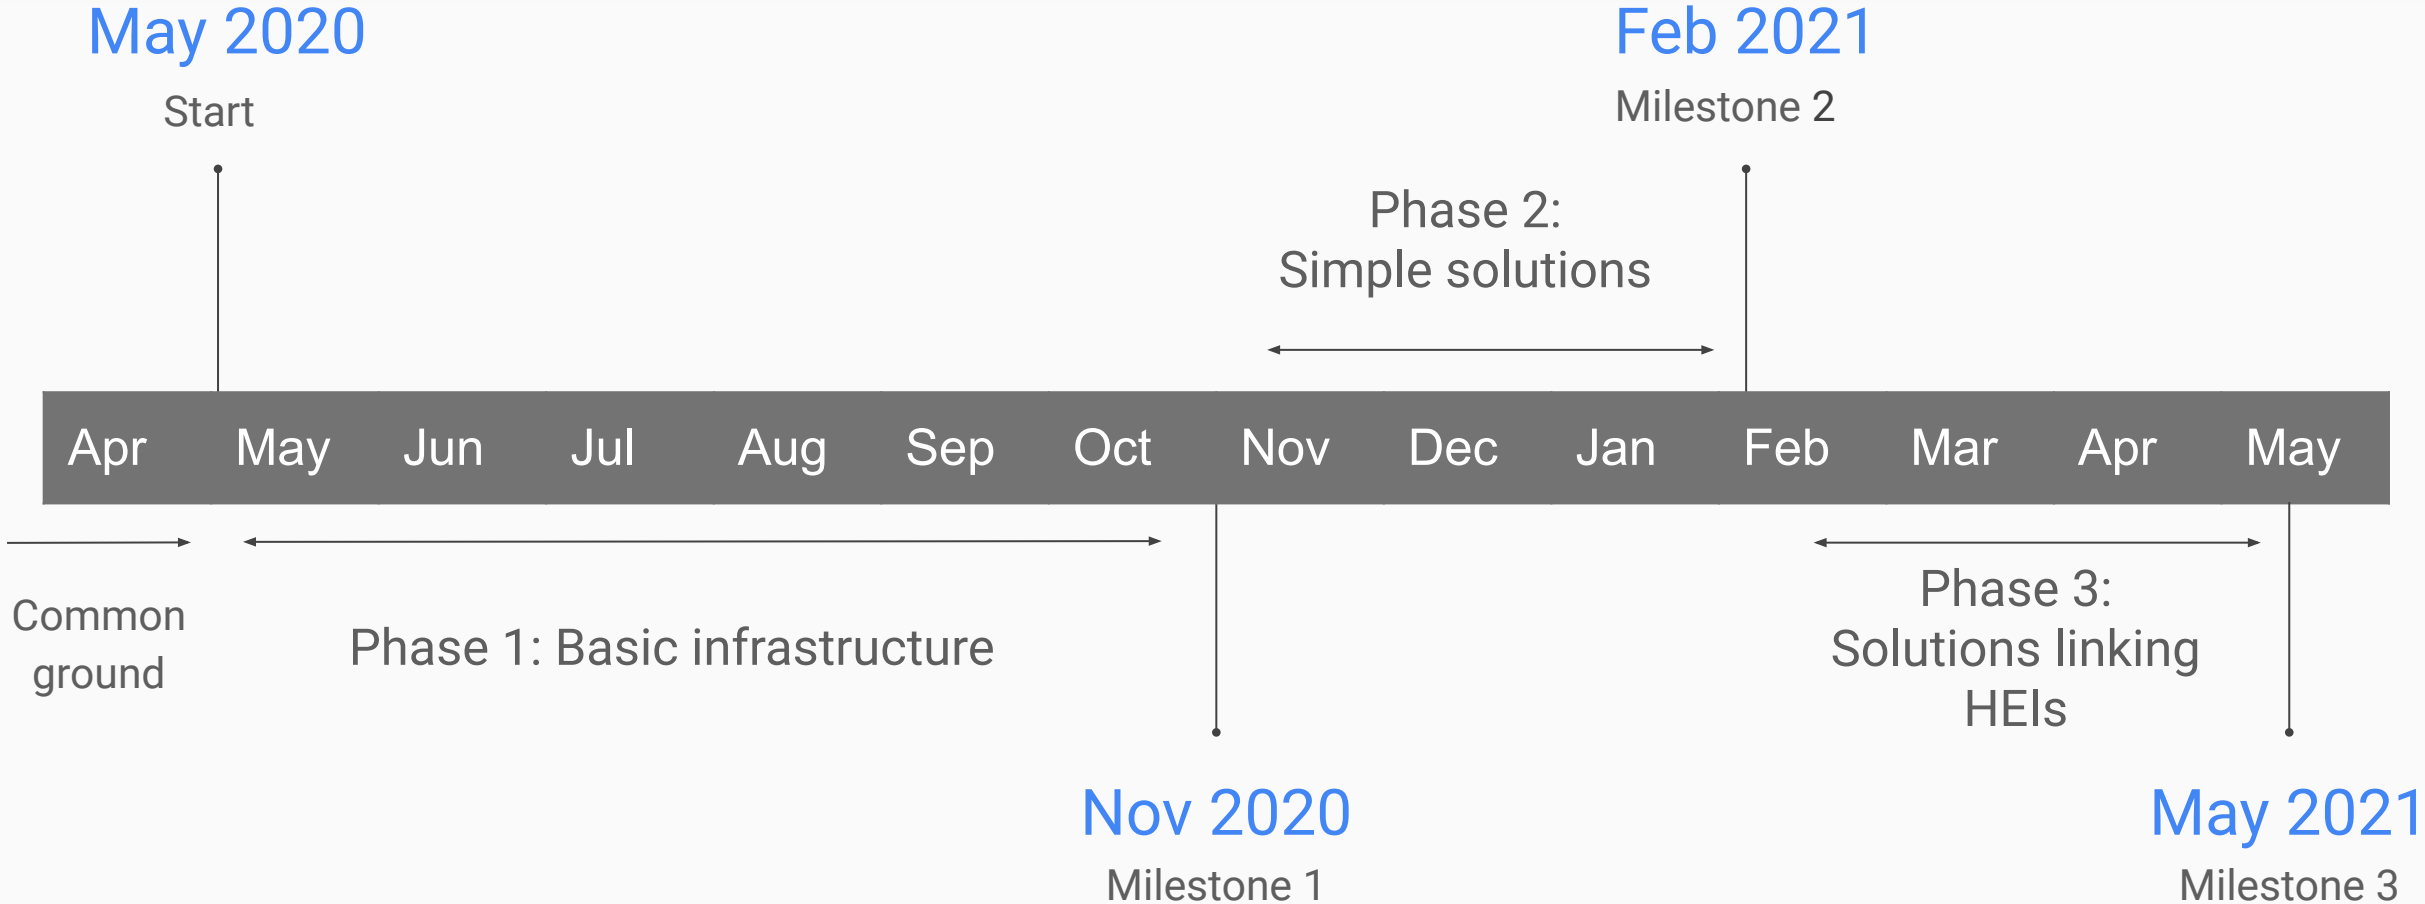 May 2020
Start
Feb 2021
Milestone 2
Phase 2:
Simple solutions
Apr May Jun Jul Aug Sep Oct Nov Dec Jan Feb Mar Apr May
Common
ground
Phase 1: Basic infrastructure
Phase 3:
Solutions linking
HEIs
Nov 2020
Milestone 1
May 2021
Milestone 3